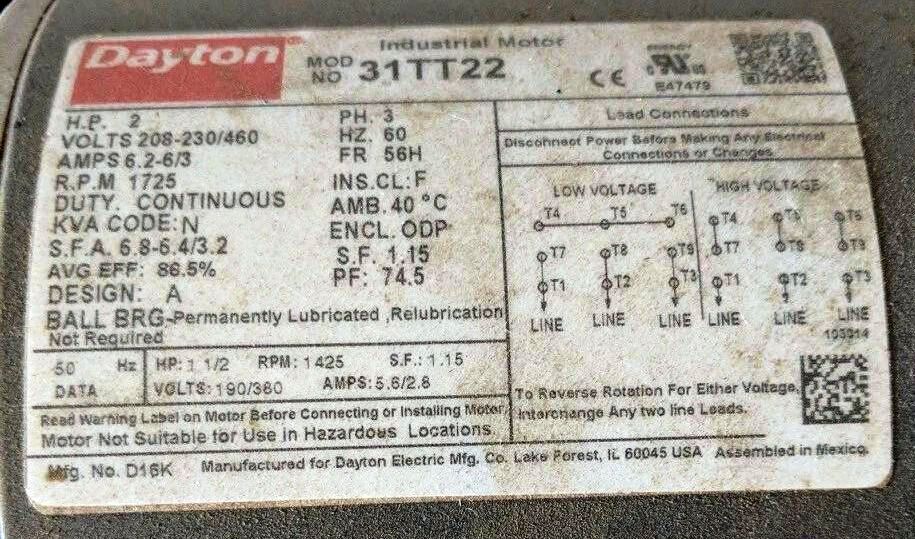 Dayton
Industrial Motor
MOD NO 31TT22
E47479
H.P. 2
PH. 3
VOLTS 208-230/460
HZ. 60
AMPS 6.2-6/3
FR 56H
R.P.M 1725
INS.CL: F
DUTY. CONTINUOUS
AMB. 40 °C
KVA CODE: N
ENCL. ODP
S.F.A. 6.8-6.4/3.2
S.F. 1.15
AVG EFF: 86.5%
PF: 74.5
DESIGN: A
BALL BRG-Permanently Lubricated ,Relubrication
Not Required
50 Hz DATA
HP: 1 1/2 RPM: 1425 S.F.: 1.15
VOLTS: 190/380 AMPS: 5.6/2.8
Read Warning Label on Motor Before Connecting or Installing Motor
Motor Not Suitable for Use in Hazardous Locations.
Lead Connections
Disconnect Power Before Making Any Electrical
Connections or Changes
LOW VOLTAGE "HIGH VOLTAGE
T4 T5 T6 T4 T6
T7 T8 T9 T7 T8 T9
T1 T2 T3 T1 T2 T3
LINE LINE LINE LINE LINE LINE
To Reverse Rotation For Either Voltage,
Interchange Any two line Leads.
Mfg. No. D16K Manufactured for Dayton Electric Mfg. Co. Lake Forest, IL 60045 USA Assembled in Mexico.